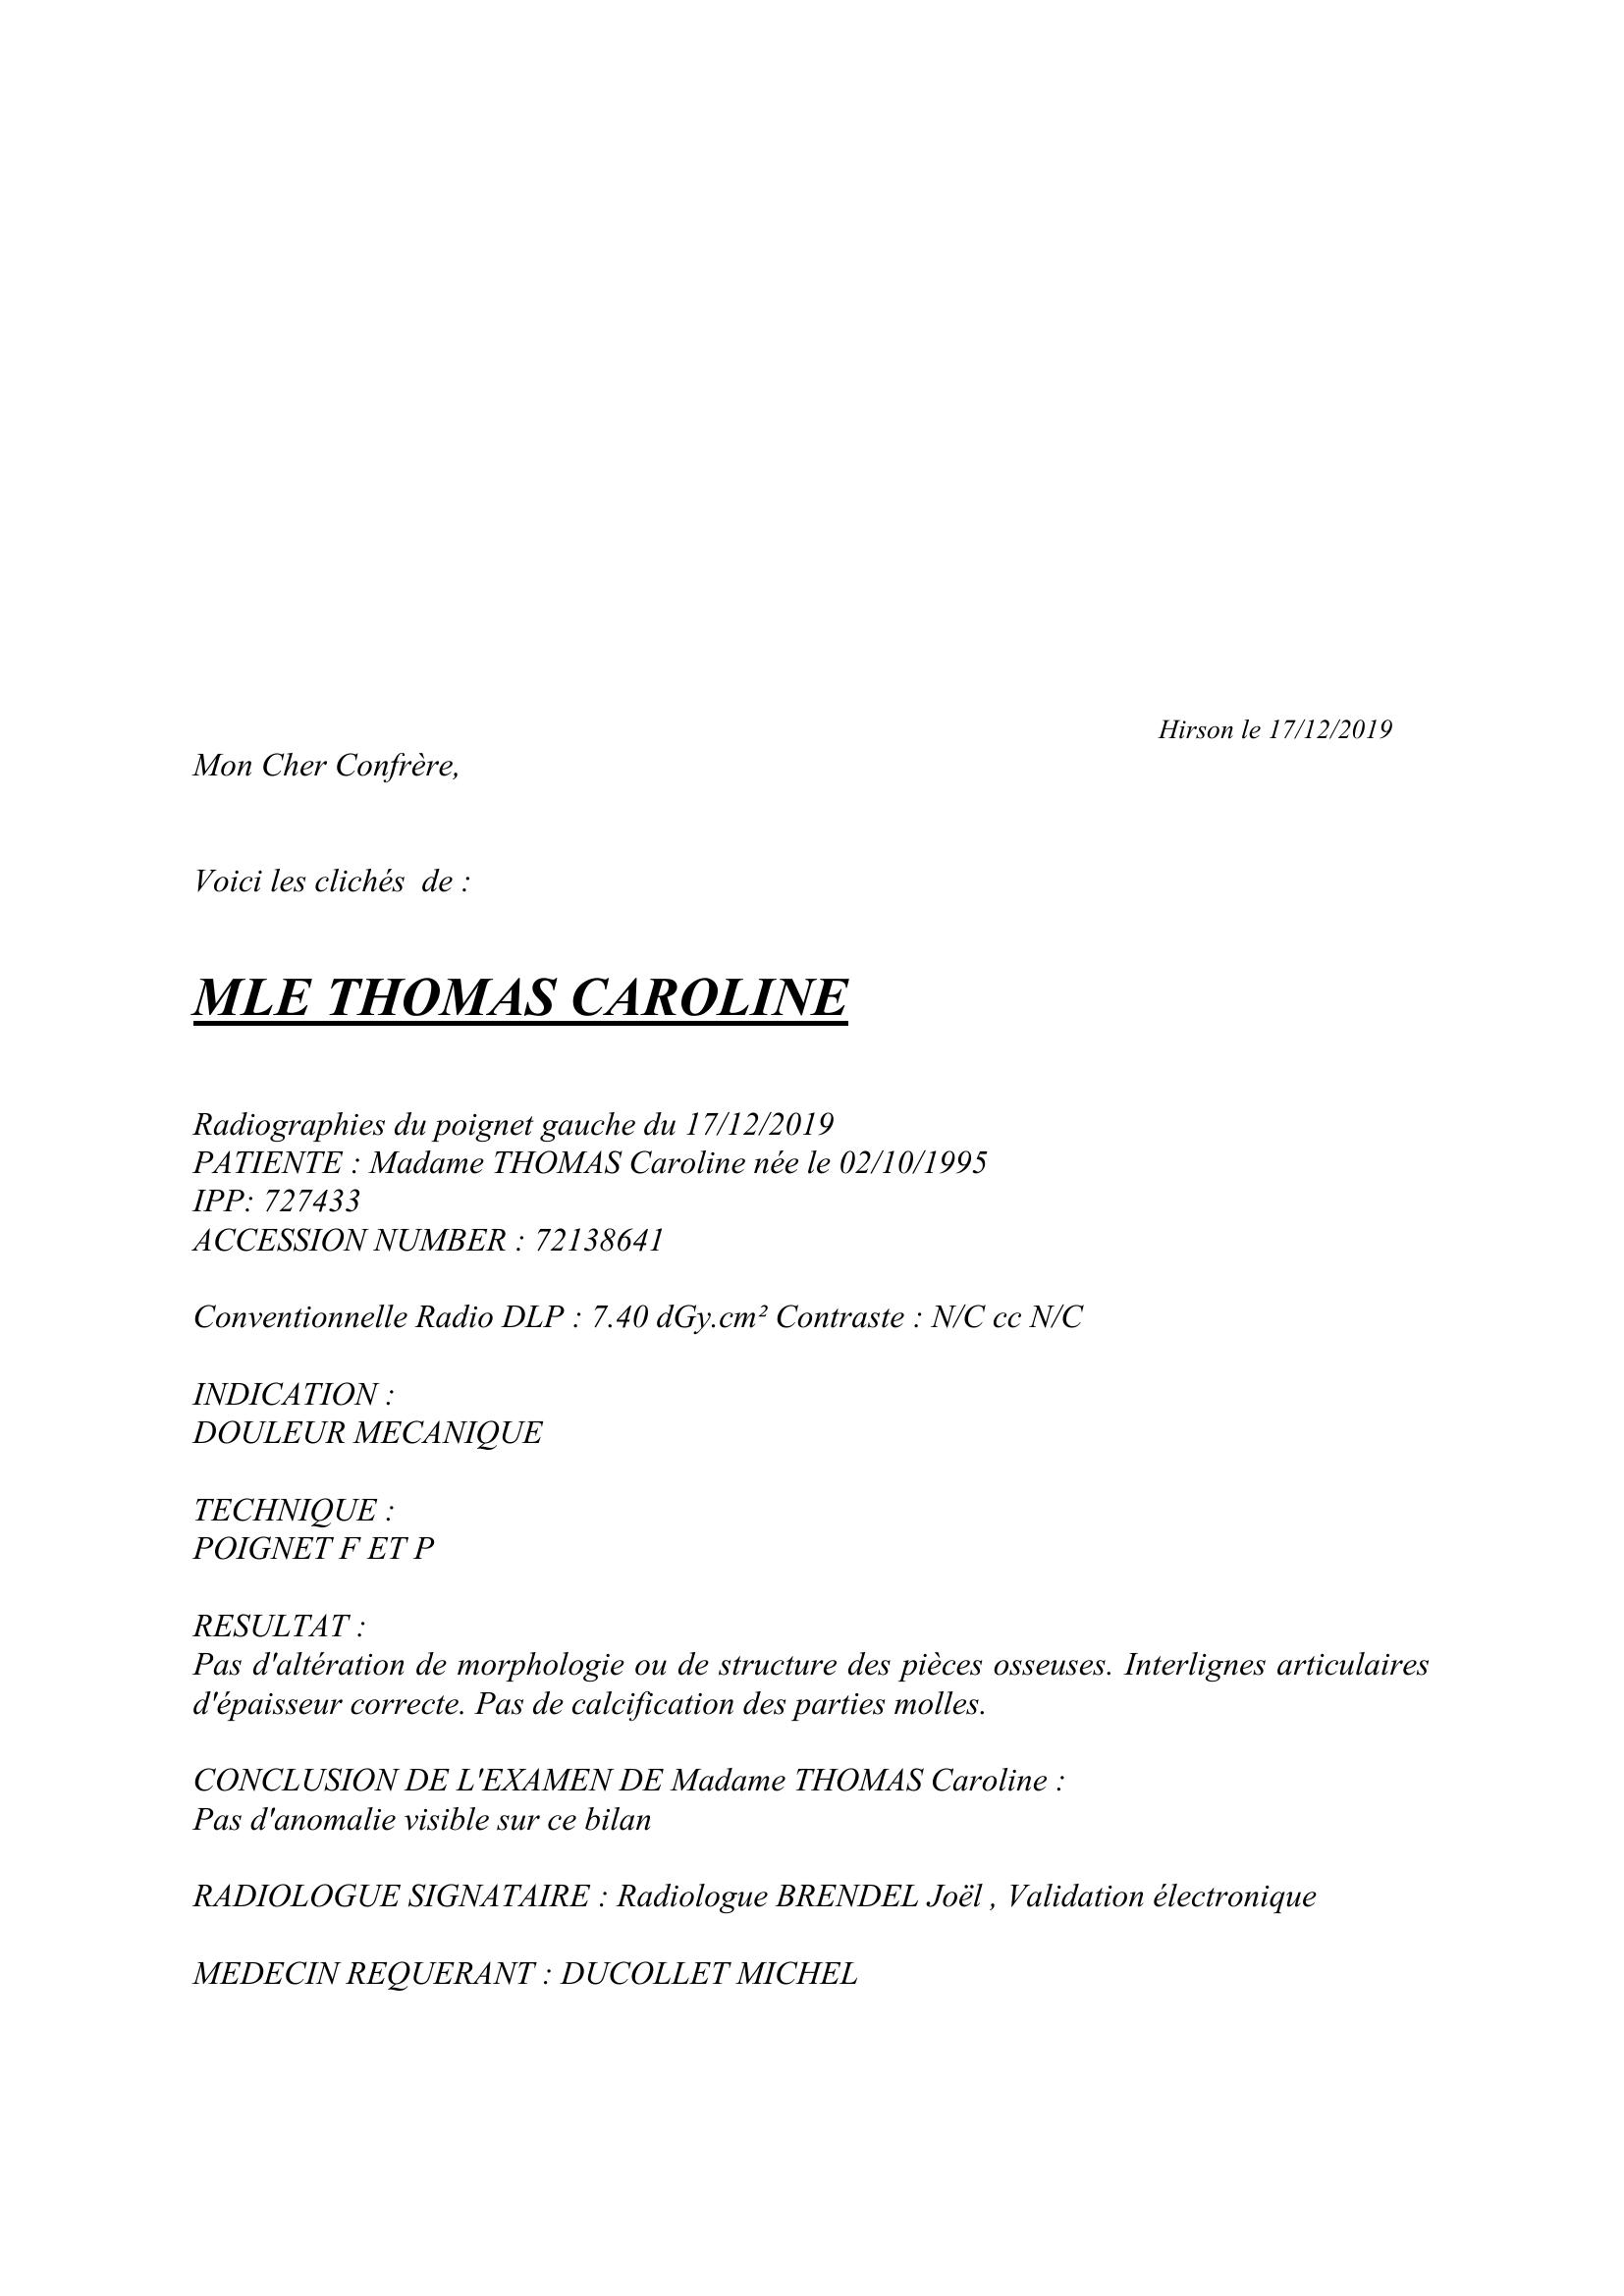 Hirson le 17/12/2019
Mon Cher Confrère,
Voici les clichés  de :
MLE THOMAS CAROLINE
Radiographies du poignet gauche du 17/12/2019
PATIENTE : Madame THOMAS Caroline née le 02/10/1995
IPP: 727433
ACCESSION NUMBER : 72138641
Conventionnelle Radio DLP : 7.40 dGy.cm² Contraste : N/C cc N/C
INDICATION :
DOULEUR MECANIQUE
TECHNIQUE :
POIGNET F ET P
RESULTAT :
Pas d'altération de morphologie ou de structure des pièces osseuses. Interlignes articulaires
d'épaisseur correcte. Pas de calcification des parties molles.
CONCLUSION DE L'EXAMEN DE Madame THOMAS Caroline :
Pas d'anomalie visible sur ce bilan
RADIOLOGUE SIGNATAIRE : Radiologue BRENDEL Joël , Validation électronique
MEDECIN REQUERANT : DUCOLLET MICHEL